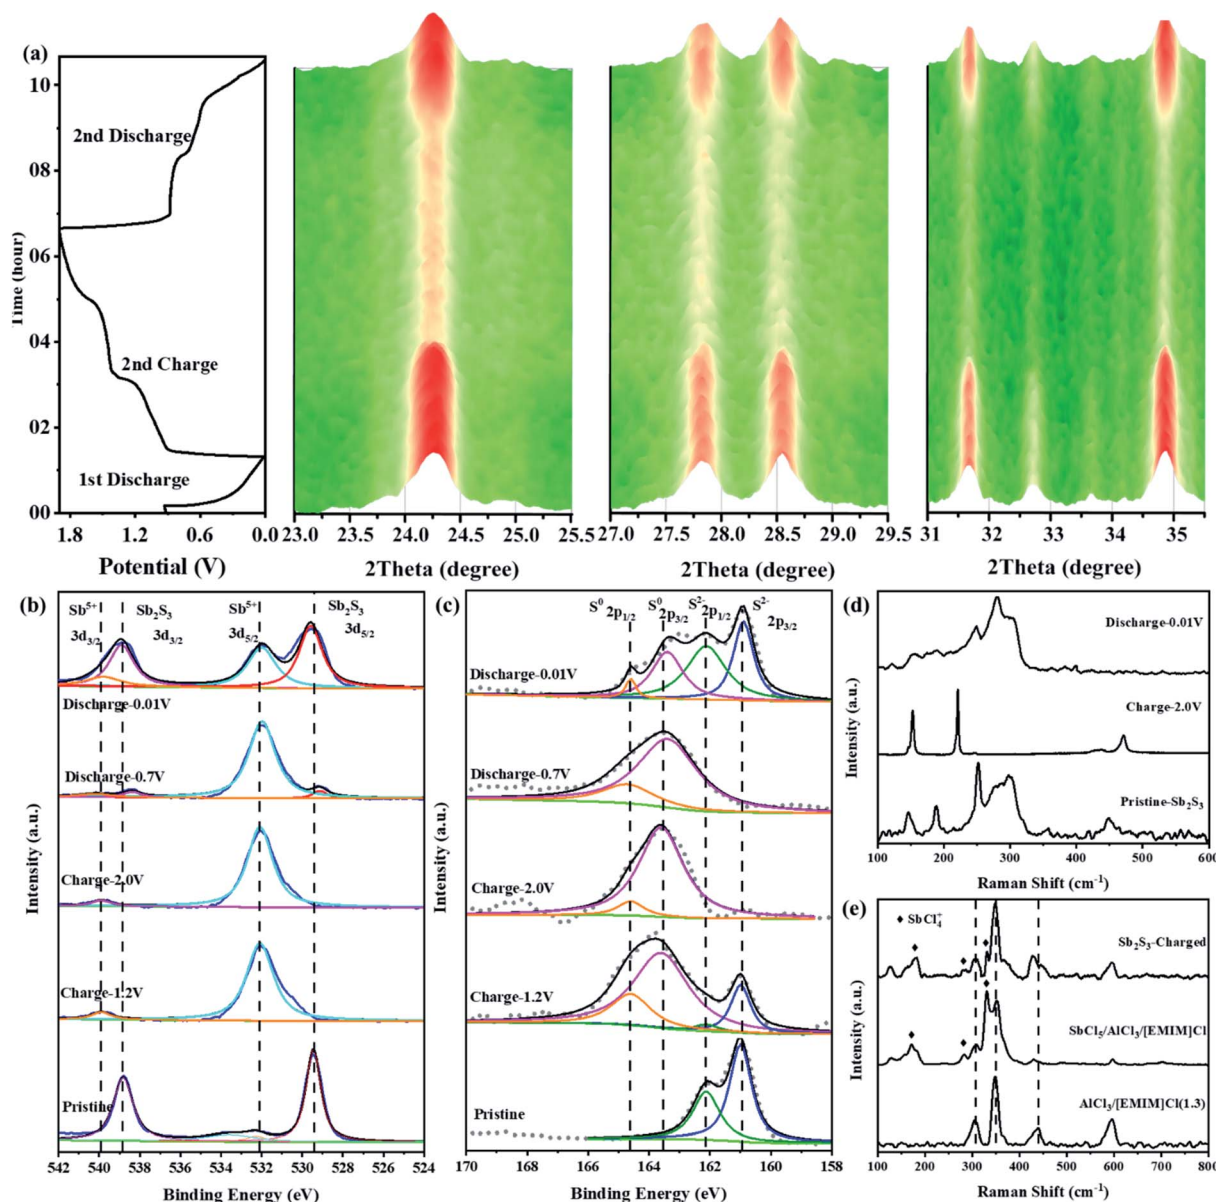 (a)
10
08
06
04
02
00
Time (hour)
2nd Discharge
2nd Charge
1st Discharge
1.8 1.2 0.6 0.0
Potential (V)
23.0 23.5 24.0 24.5 25.0 25.5
2Theta (degree)
27.0 27.5 28.0 28.5 29.0 29.5
2Theta (degree)
31 32 33 34 35
2Theta (degree)
(b)
Sb⁵⁺ Sb₂S₃ Sb⁵⁺ Sb₂S₃
3d₃/₂ 3d₃/₂ 3d₅/₂ 3d₅/₂
Discharge-0.01V
Discharge-0.7V
Charge-2.0V
Charge-1.2V
Pristine
Intensity (a.u.)
542 540 538 536 534 532 530 528 526 524
Binding Energy (eV)
(c)
S⁰ S⁰ S²⁻ S²⁻
2p₁/₂ 2p₃/₂ 2p₁/₂ 2p₃/₂
Discharge-0.01V
Discharge-0.7V
Charge-2.0V
Charge-1.2V
Pristine
Intensity (a.u.)
170 168 166 164 162 160 158
Binding Energy (eV)
(d)
Discharge-0.01V
Charge-2.0V
Pristine-Sb₂S₃
Intensity (a.u.)
100 200 300 400 500 600
Raman Shift (cm⁻¹)
(e)
♦ SbCl₄⁺
Sb₂S₃-Charged
SbCl₅/AlCl₃/[EMIM]Cl
AlCl₃/[EMIM]Cl(1.3)
Intensity (a.u.)
100 200 300 400 500 600 700 800
Raman Shift (cm⁻¹)